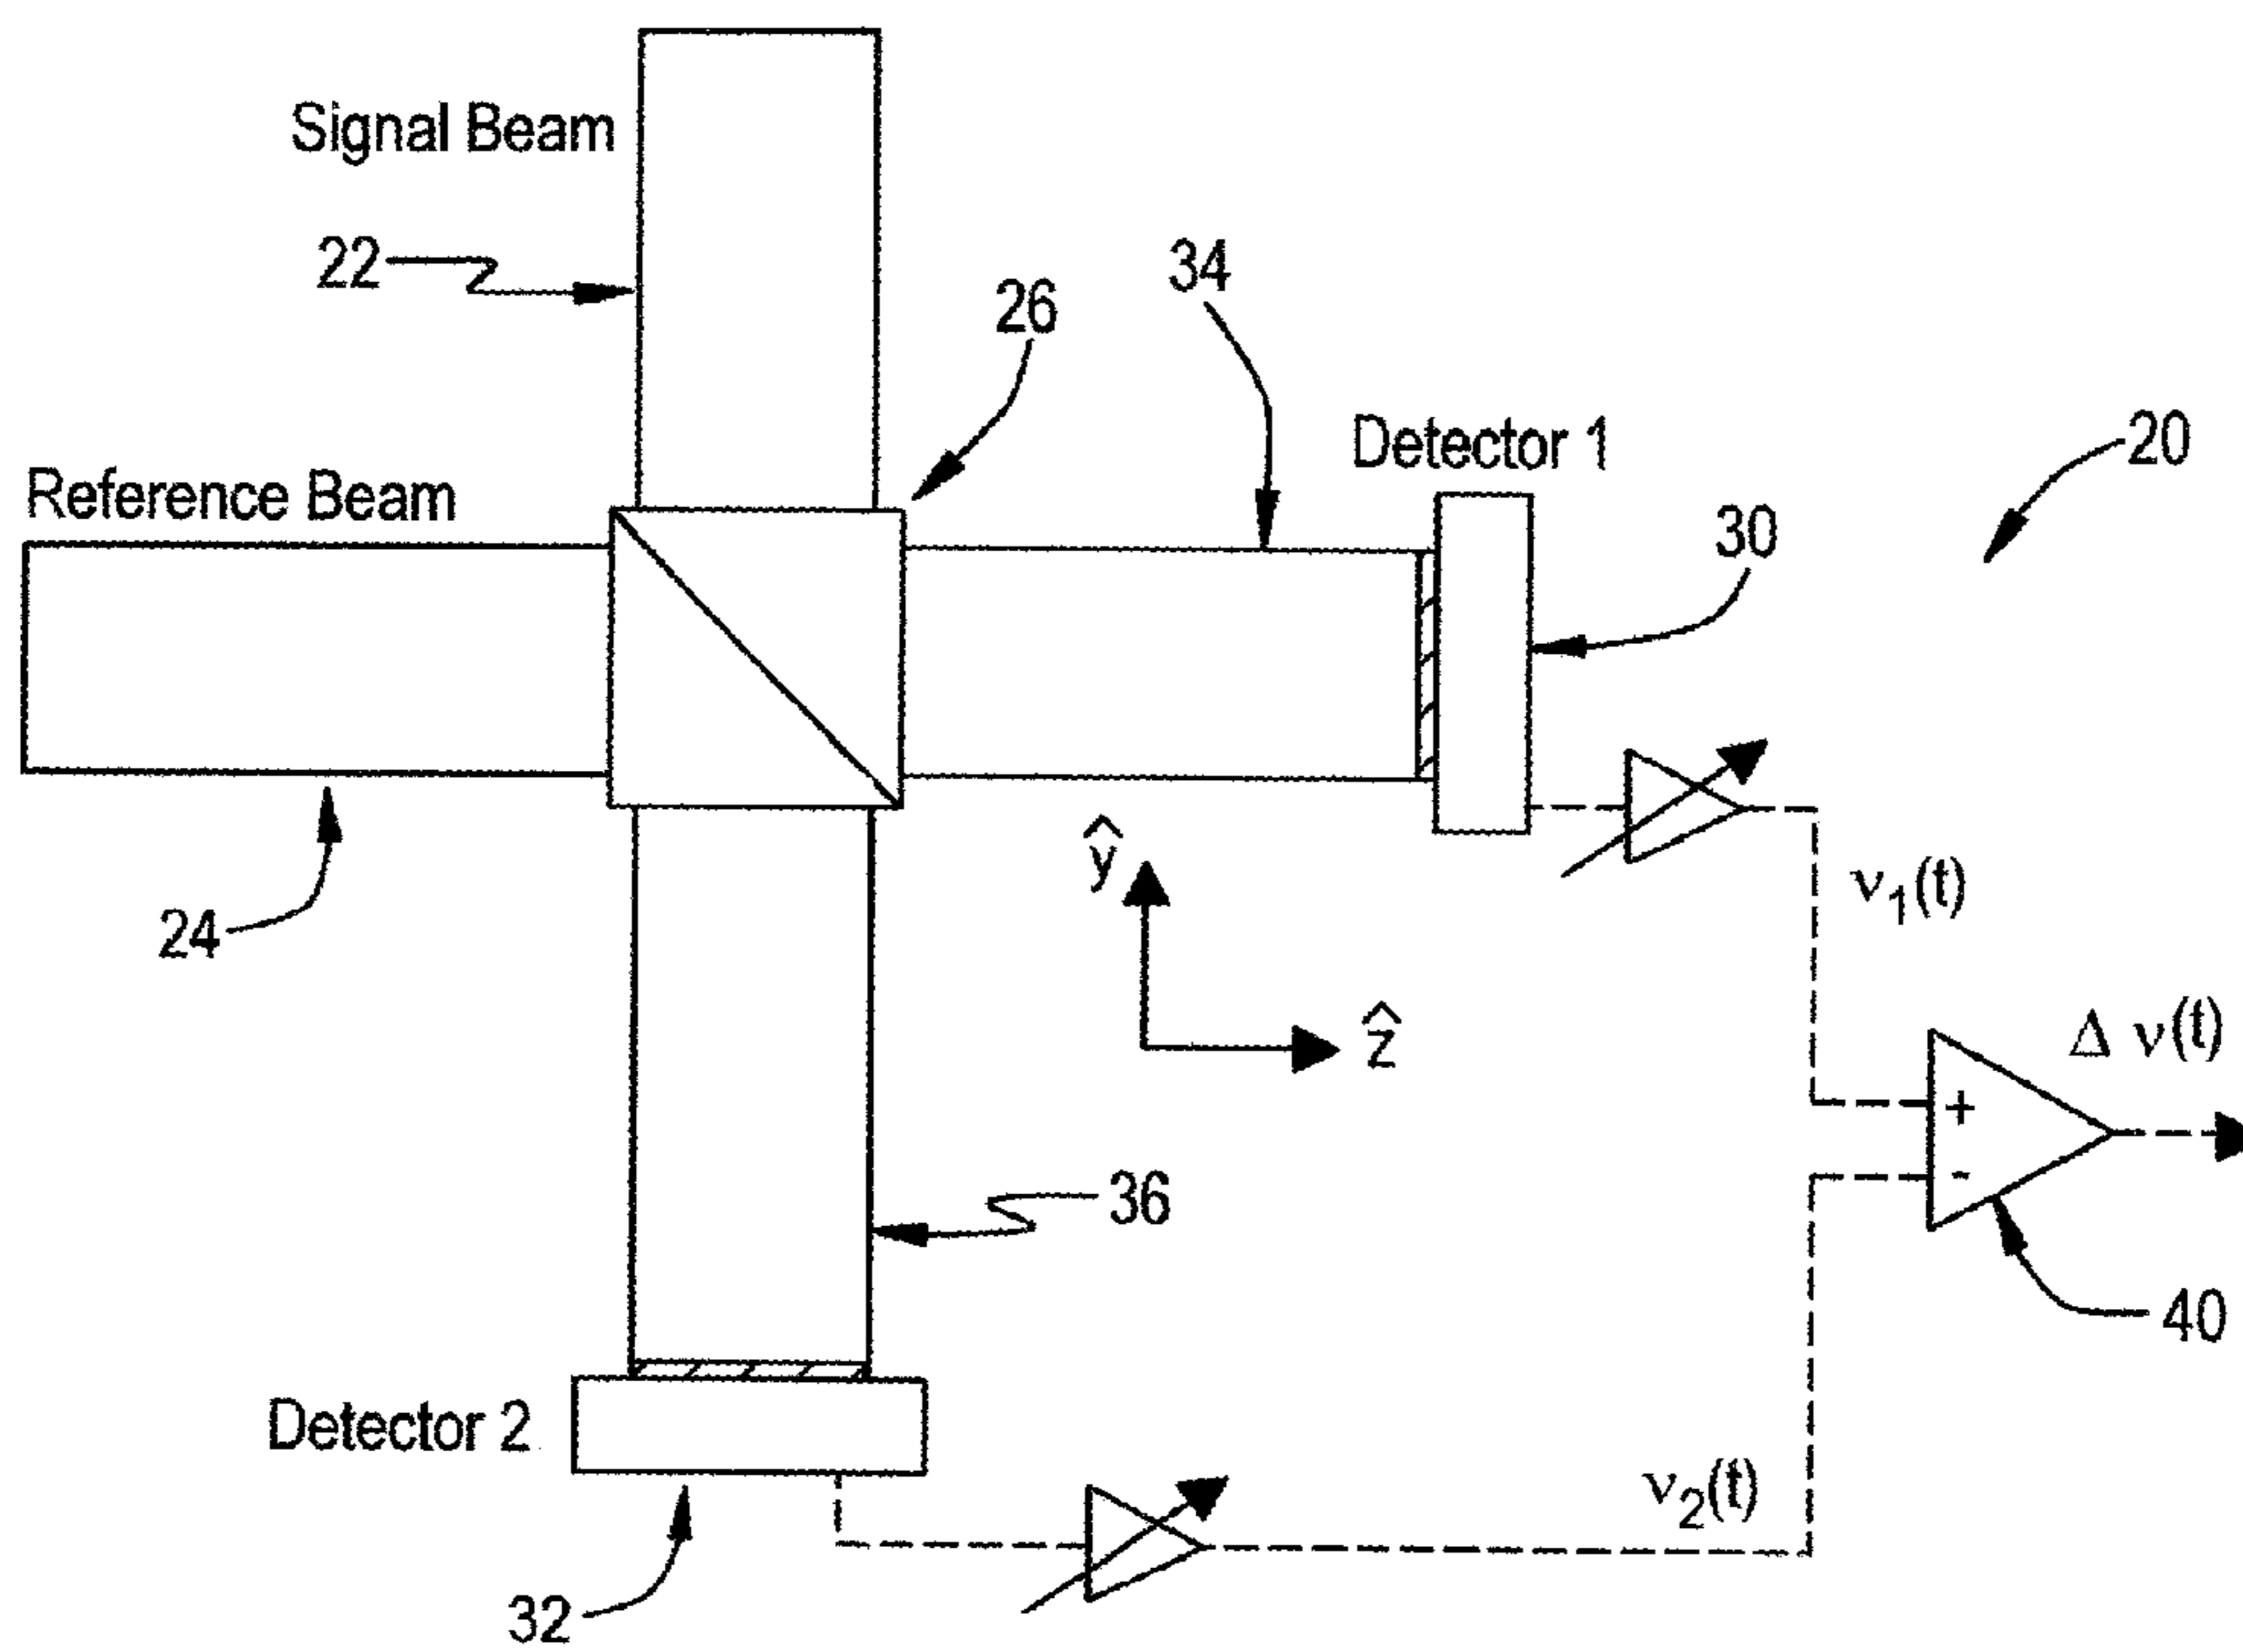 Signal Beam
22
34
26
Detector 1
20
Reference Beam
30
24
ŷ
ν1(t)
ẑ
Δ ν(t)
+
-
36
40
Detector 2
ν2(t)
32